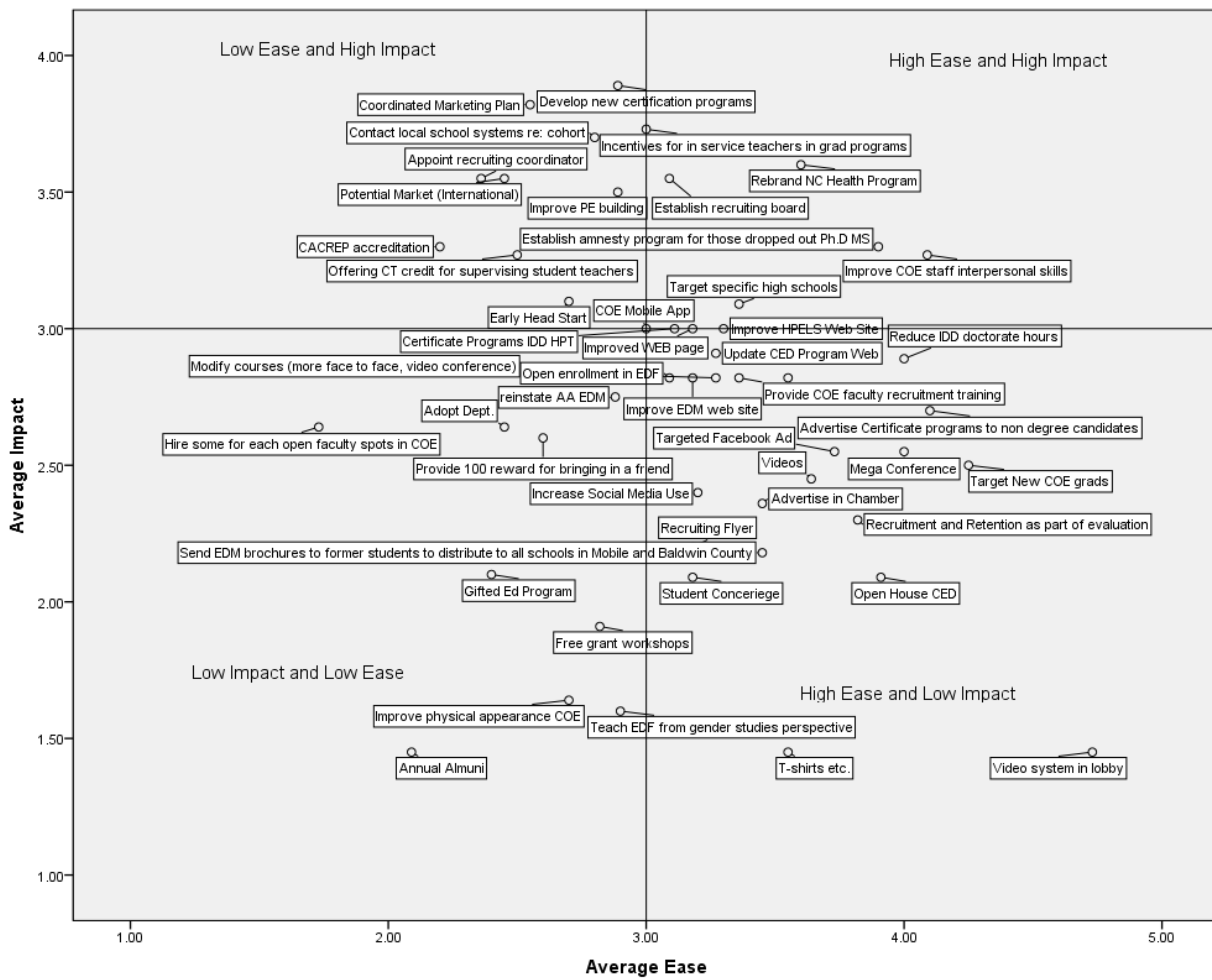 Low Ease and High Impact
High Ease and High Impact
4.00
Coordinated Marketing Plan
Develop new certification programs
Contact local school systems re: cohort
Incentives for in service teachers in grad programs
Appoint recruiting coordinator
Rebrand NC Health Program
Potential Market (International)
3.50
Improve PE building
Establish recruiting board
Establish amnesty program for those dropped out Ph.D MS
CACREP accreditation
Offering CT credit for supervising student teachers
Improve COE staff interpersonal skills
Target specific high schools
COE Mobile App
Early Head Start
3.00
Improve HPELS Web Site
Reduce IDD doctorate hours
Certificate Programs IDD HPT
Improved WEB page
Update CED Program Web
Modify courses (more face to face, video conference)
Open enrollment in EDF
reinstate AA EDM
Improve EDM web site
Provide COE faculty recruitment training
Adopt Dept.
Advertise Certificate programs to non degree candidates
Hire some for each open faculty spots in COE
Targeted Facebook Ad
Provide 100 reward for bringing in a friend
Videos
Mega Conference
2.50
Target New COE grads
Increase Social Media Use
Advertise in Chamber
Recruitment and Retention as part of evaluation
Recruiting Flyer
Send EDM brochures to former students to distribute to all schools in Mobile and Baldwin County
Gifted Ed Program
Student Conceriege
Open House CED
2.00
Free grant workshops
Low Impact and Low Ease
High Ease and Low Impact
Improve physical appearance COE
Teach EDF from gender studies perspective
1.50
Annual Almuni
T-shirts etc.
Video system in lobby
1.00
Average Impact
1.00 2.00 3.00 4.00 5.00
Average Ease